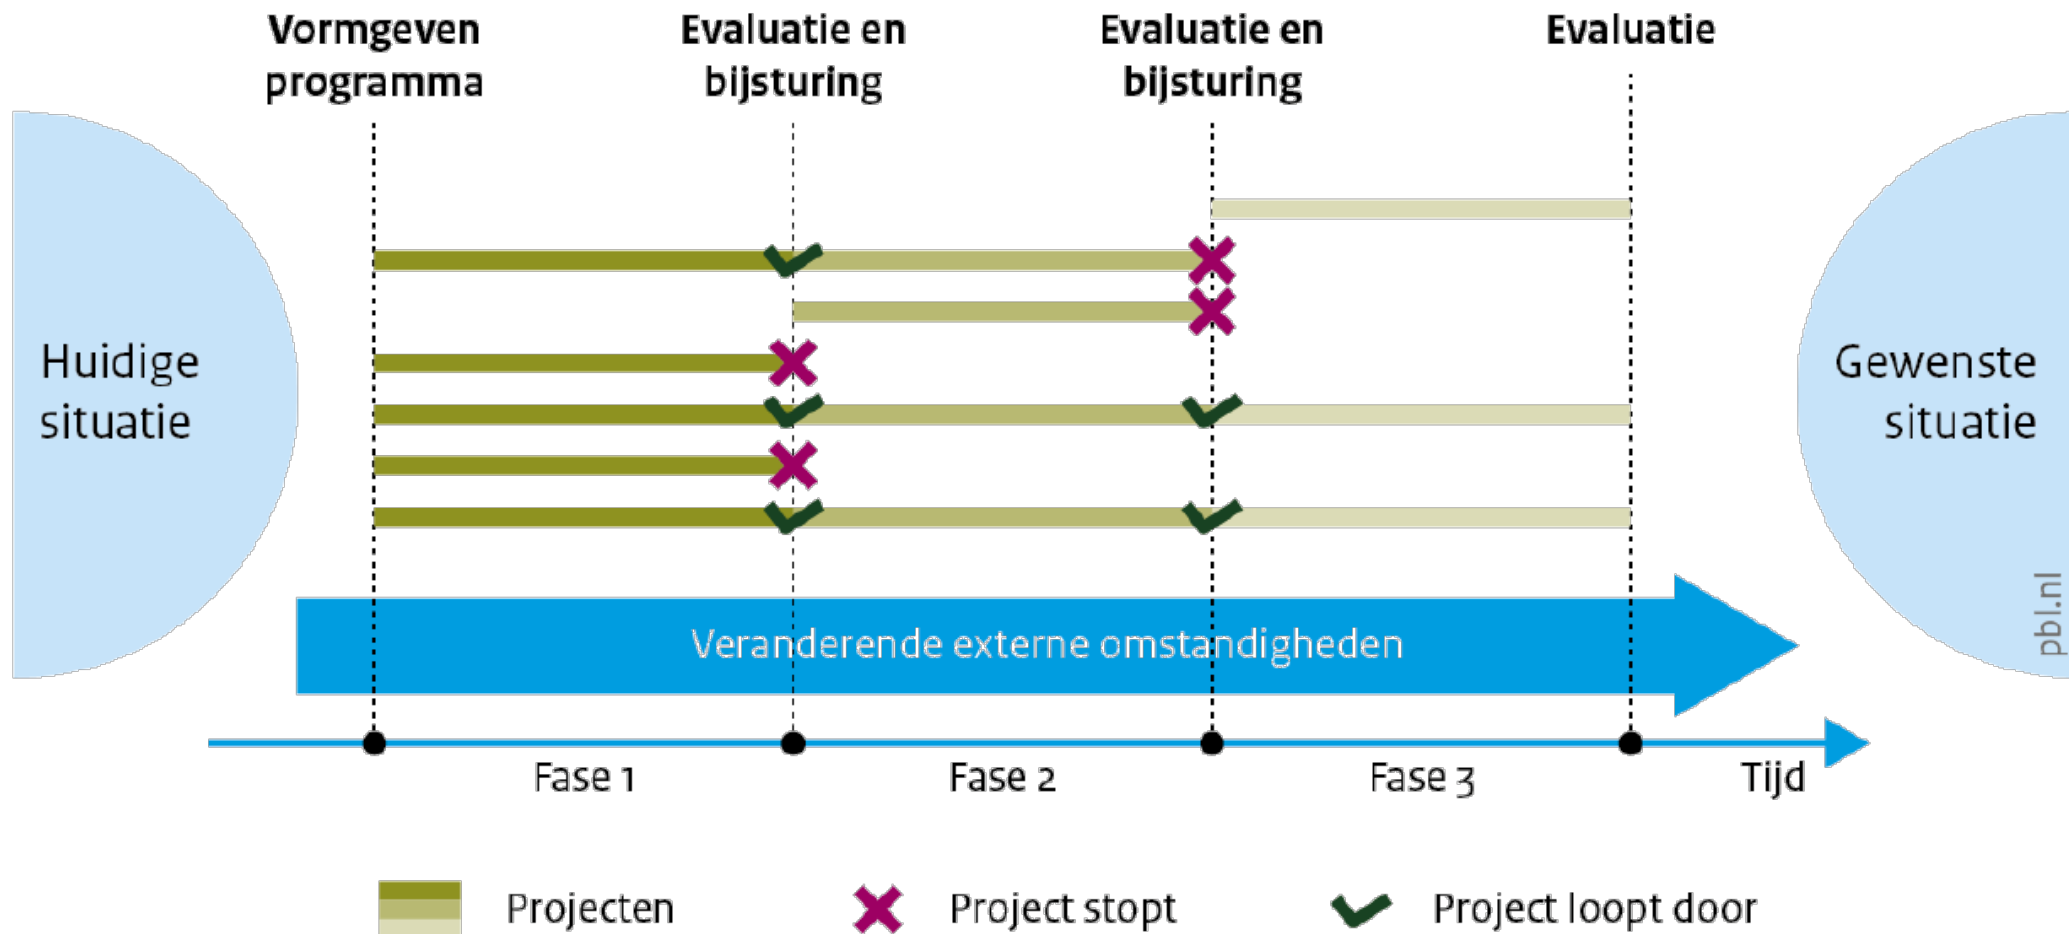 Vormgeven
programma
Evaluatie en
bijsturing
Evaluatie en
bijsturing
Evaluatie
Huidige
situatie
Gewenste
situatie
pbl.nl
Veranderende externe omstandigheden
Fase 1
Fase 2
Fase 3
Tijd
Projecten
Project stopt
Project loopt door